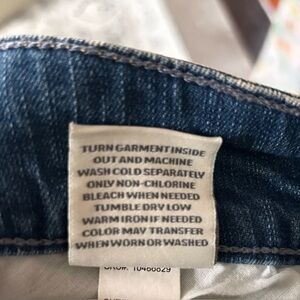 TURN GARMENT INSIDE
OUT AND MACHINE
WASH COLD SEPARATELY
ONLY NON-CHLORINE
BLEACH WHEN NEEDED
TUMBLE DRY LOW
WARM IRON IF NEEDED
COLOR MAY TRANSFER
WHEN WORN OR WASHED